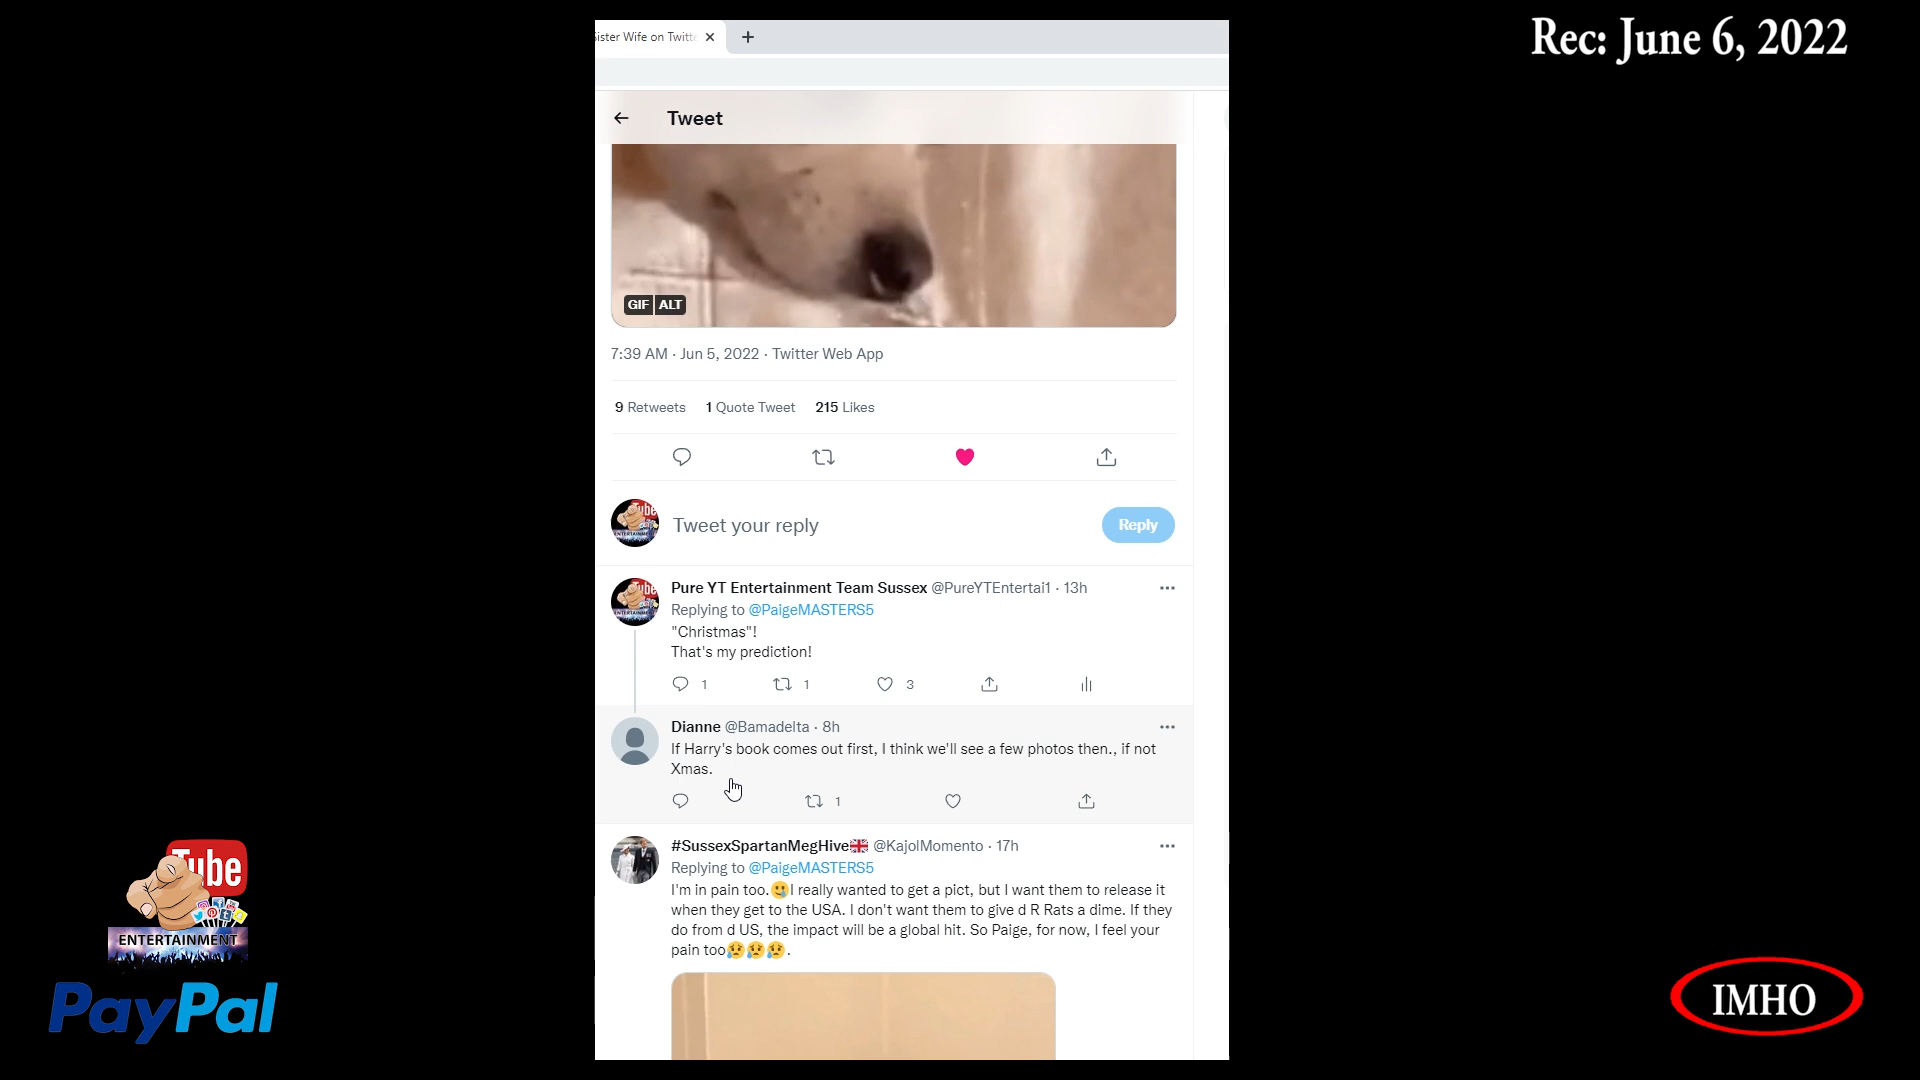 Rec: June 6, 2022
Sister Wife on Twitte
Tweet
GIF ALT
7:39 AM · Jun 5, 2022 · Twitter Web App
9 Retweets 1 Quote Tweet 215 Likes
Tweet your reply
Reply
Pure YT Entertainment Team Sussex @PureYTEntertai1 · 13h
Replying to @PaigeMASTERS5
"Christmas"!
That's my prediction!
1 1 3
Dianne @Bamadelta · 8h
If Harry's book comes out first, I think we'll see a few photos then., if not
Xmas.
1
#SussexSpartanMegHive🇬🇧 @KajolMomento · 17h
Replying to @PaigeMASTERS5
I'm in pain too.🥲I really wanted to get a pict, but I want them to release it
when they get to the USA. I don't want them to give d R Rats a dime. If they
do from d US, the impact will be a global hit. So Paige, for now, I feel your
pain too😥😥😥.
Tube
ENTERTAINMENT
PayPal
IMHO